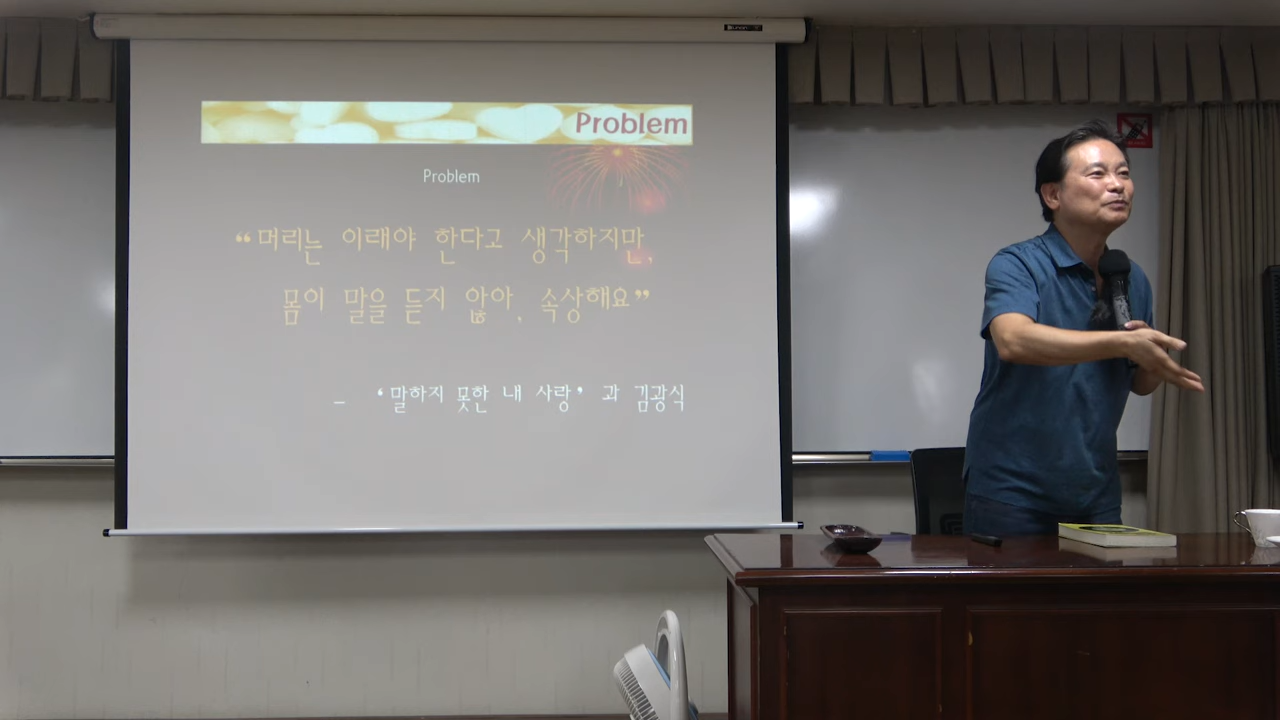 Problem
Problem
“머리는 이래야 한다고 생각하지만,
몸이 말을 듣지 않아, 속상해요”
– ‘말하지 못한 내 사랑’ 과 김광식